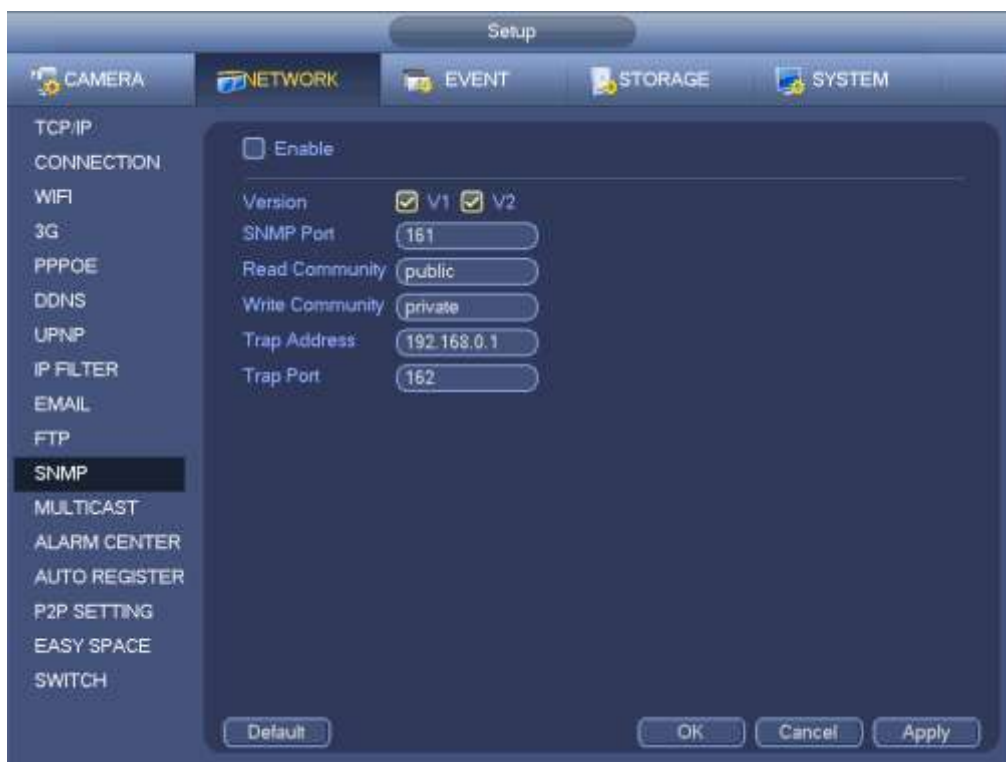 Setup
CAMERA NETWORK EVENT STORAGE SYSTEM
TCP/IP
CONNECTION
WIFI
3G
PPPOE
DDNS
UPNP
IP FILTER
EMAIL
FTP
SNMP
MULTICAST
ALARM CENTER
AUTO REGISTER
P2P SETTING
EASY SPACE
SWITCH
Enable
Version V1 V2
SNMP Port 161
Read Community public
Write Community private
Trap Address 192.168.0.1
Trap Port 162
Default OK Cancel Apply